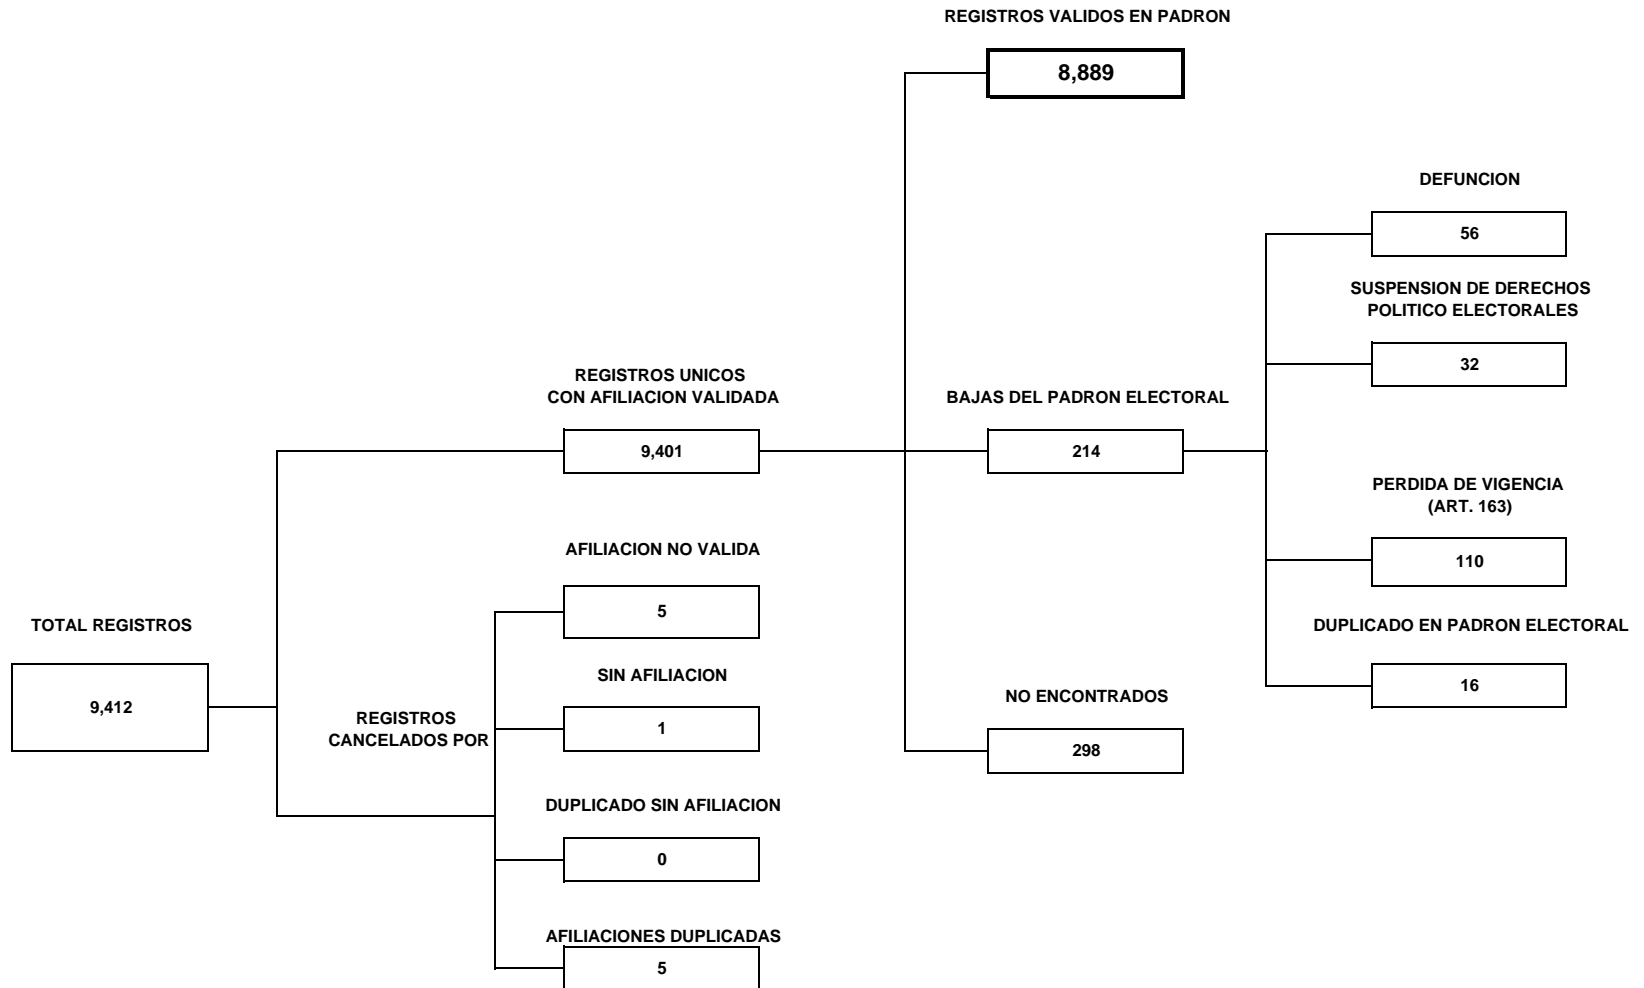 REGISTROS VALIDOS EN PADRON
8,889
DEFUNCION
56
SUSPENSION DE DERECHOS
POLITICO ELECTORALES
32
REGISTROS UNICOS
CON AFILIACION VALIDADA
9,401
BAJAS DEL PADRON ELECTORAL
214
PERDIDA DE VIGENCIA
(ART. 163)
110
AFILIACION NO VALIDA
5
TOTAL REGISTROS
9,412
DUPLICADO EN PADRON ELECTORAL
16
SIN AFILIACION
1
REGISTROS
CANCELADOS POR
NO ENCONTRADOS
298
DUPLICADO SIN AFILIACION
0
AFILIACIONES DUPLICADAS
5